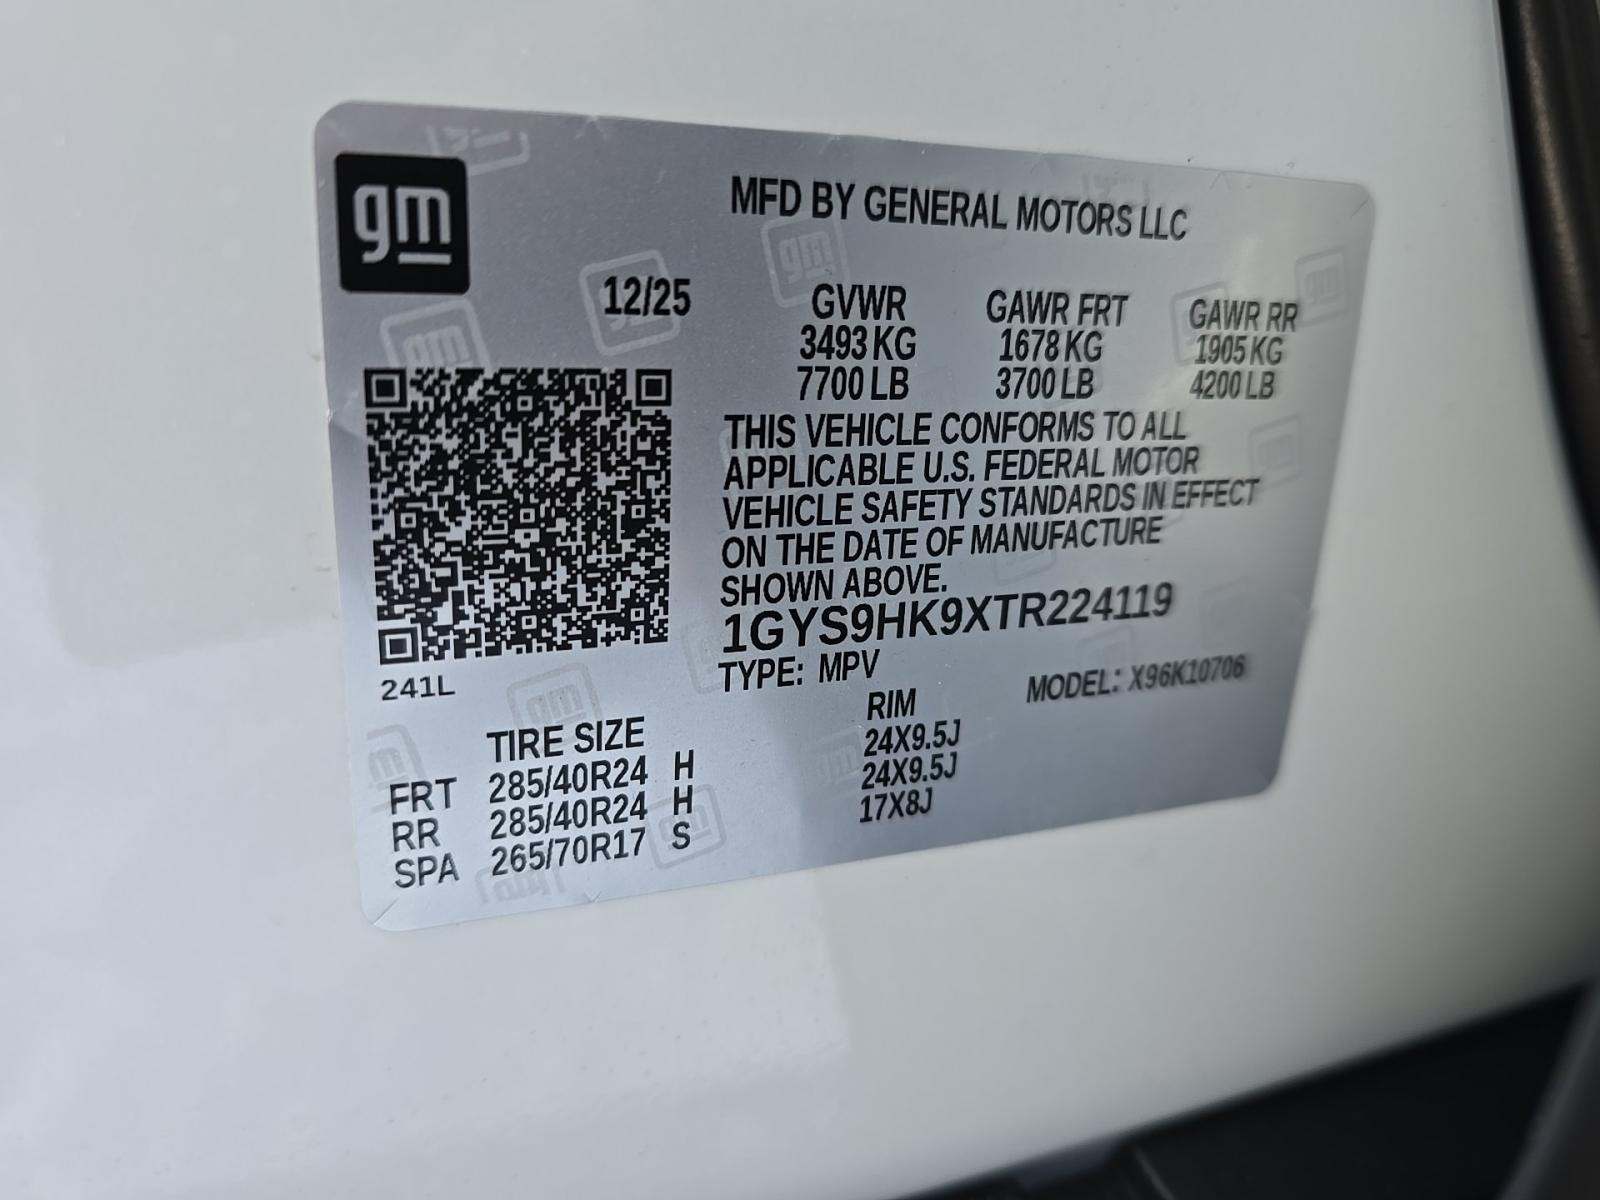 gm
MFD BY GENERAL MOTORS LLC
12/25 GVWR GAWR FRT GAWR RR
3493 KG 1678 KG 1905 KG
7700 LB 3700 LB 4200 LB
THIS VEHICLE CONFORMS TO ALL
APPLICABLE U.S. FEDERAL MOTOR
VEHICLE SAFETY STANDARDS IN EFFECT
ON THE DATE OF MANUFACTURE
SHOWN ABOVE.
1GYS9HK9XTR224119
TYPE: MPV MODEL: X96K10706
241L
TIRE SIZE RIM
FRT 285/40R24 H 24X9.5J
RR 285/40R24 H 24X9.5J
SPA 265/70R17 S 17X8J